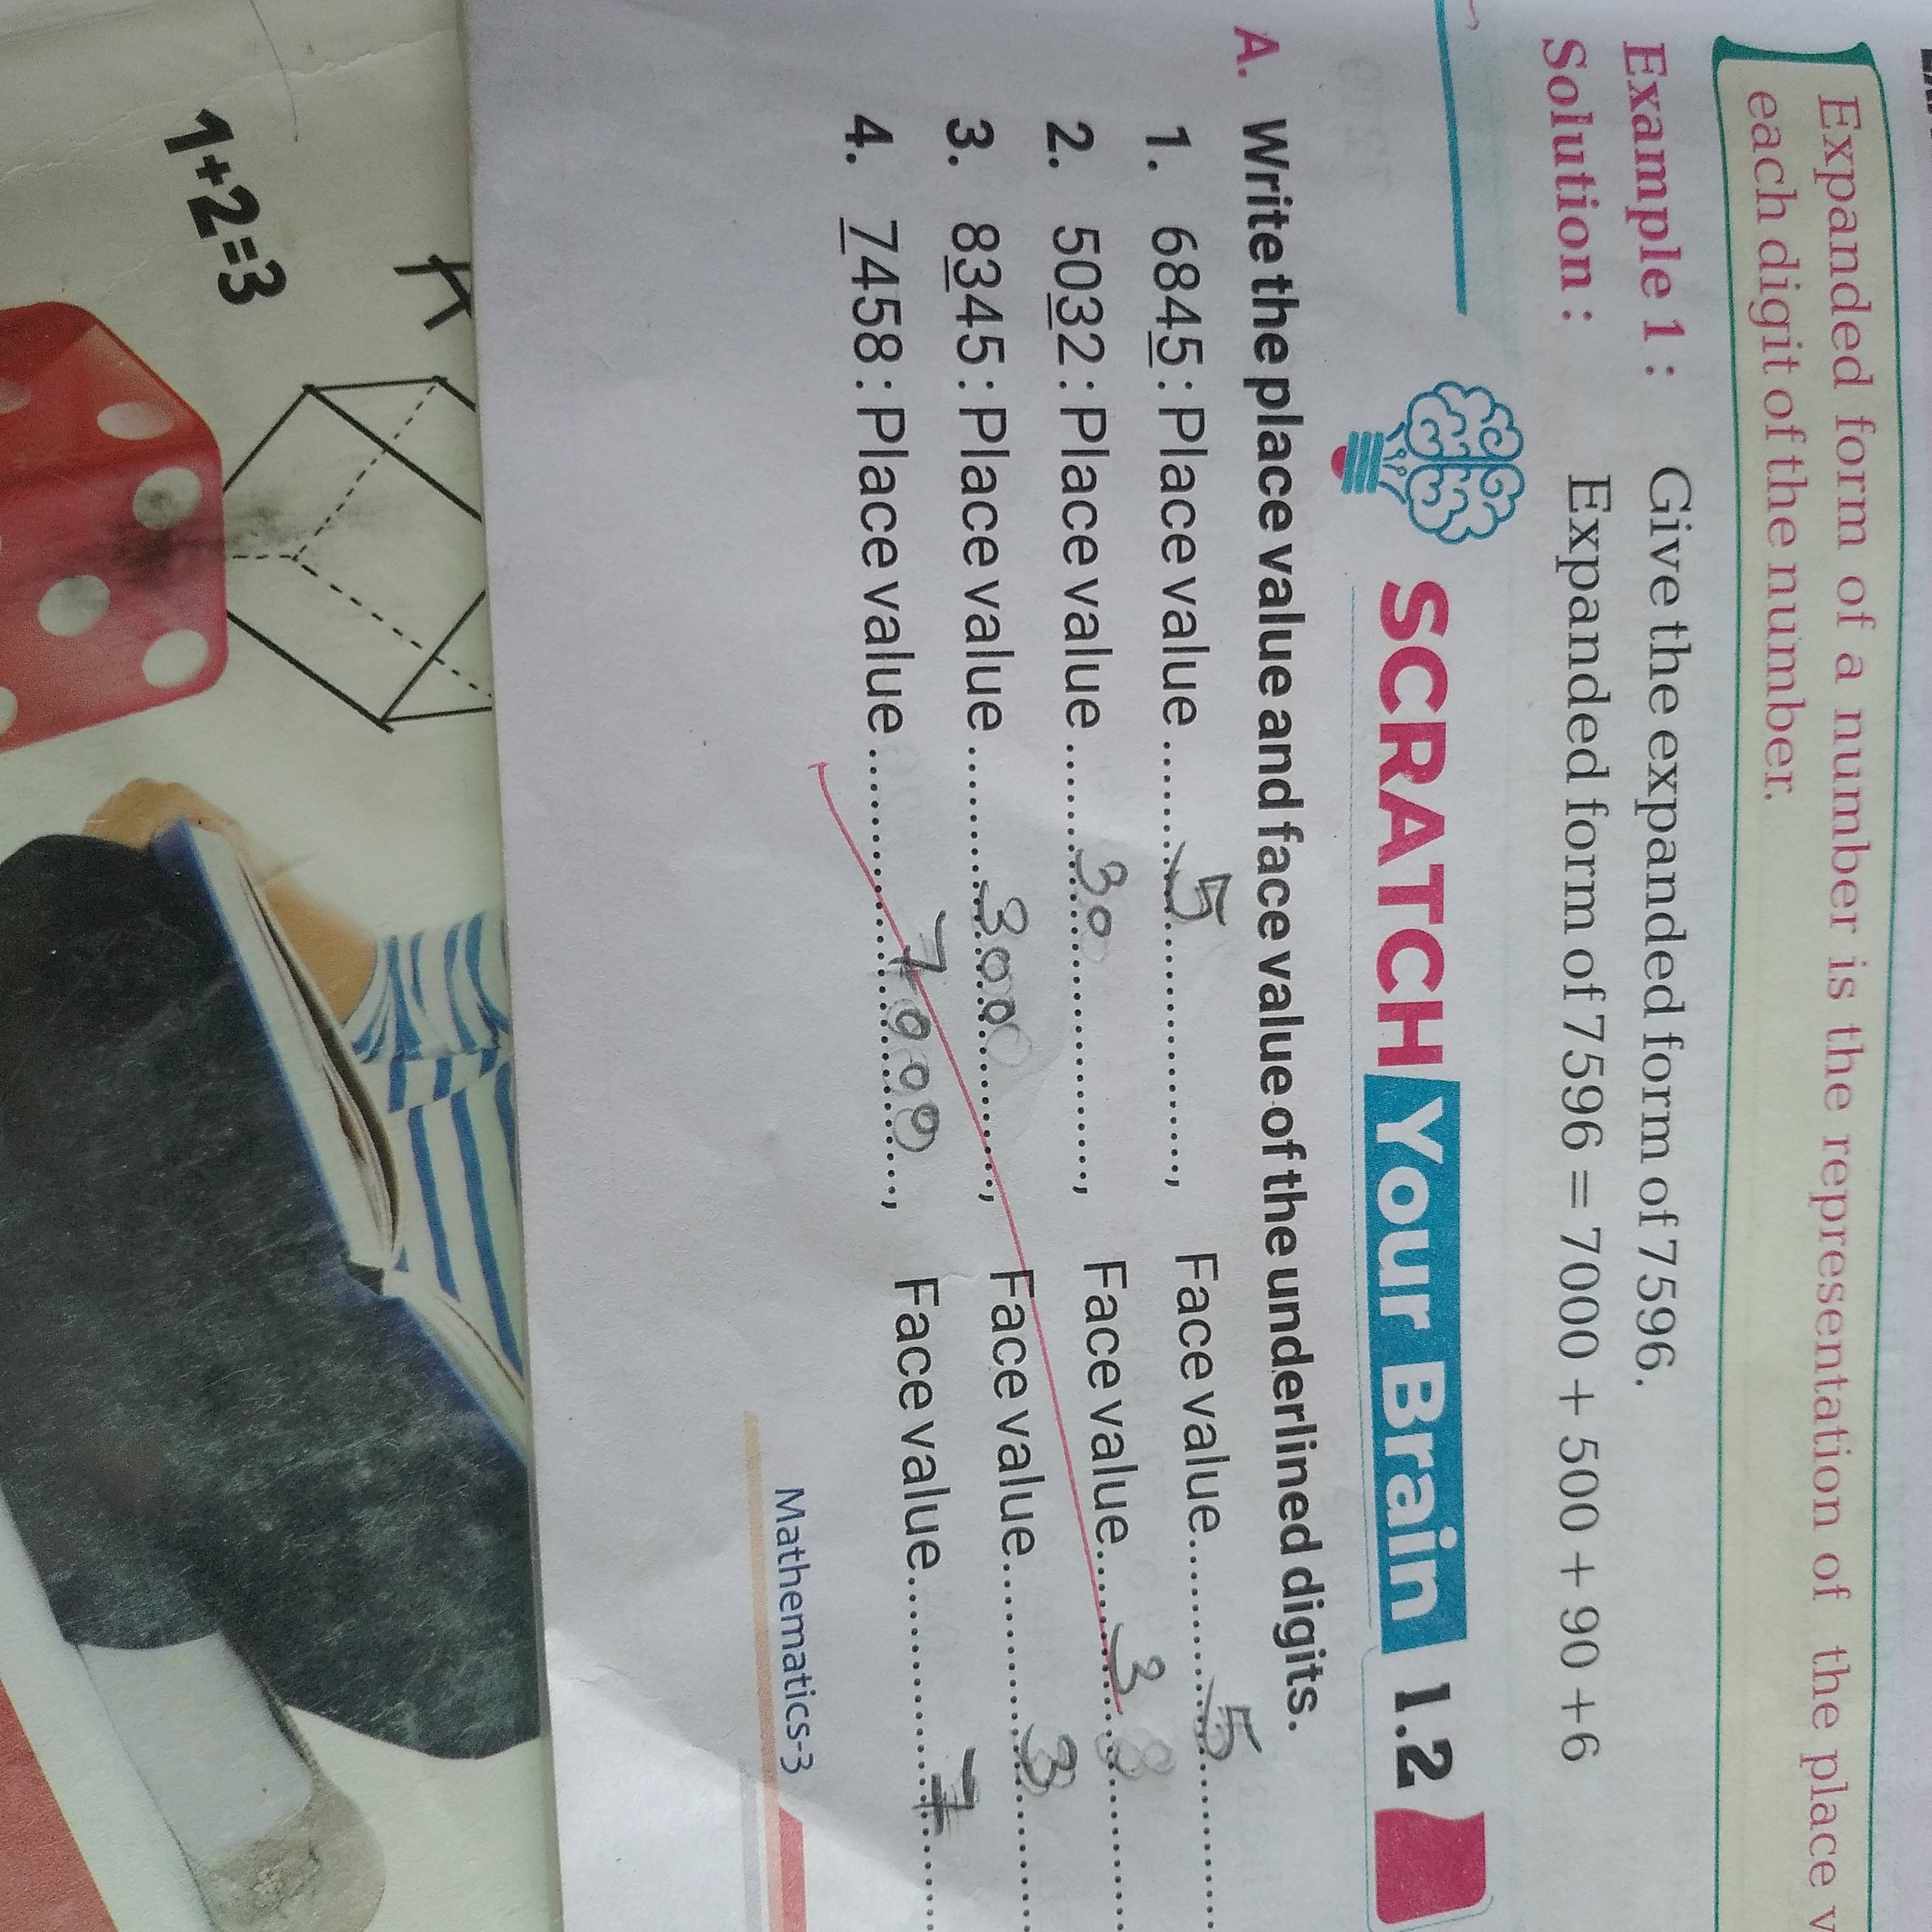 Expanded form of a number is the representation of the place
each digit of the number.
Example 1 : Give the expanded form of 7596.
Solution : Expanded form of 7596 = 7000 + 500 + 90 +6
SCRATCH Your Brain 1.2
A. Write the place value and face value of the underlined digits.
1. 6845 : Place value ........5............, Face value........5........
2. 5032 : Place value ........30............, Face value........3........
3. 8345 : Place value ........300............, Face value........3........
4. 7458 : Place value ........7000............, Face value........7........
Mathematics-3
1+2=3